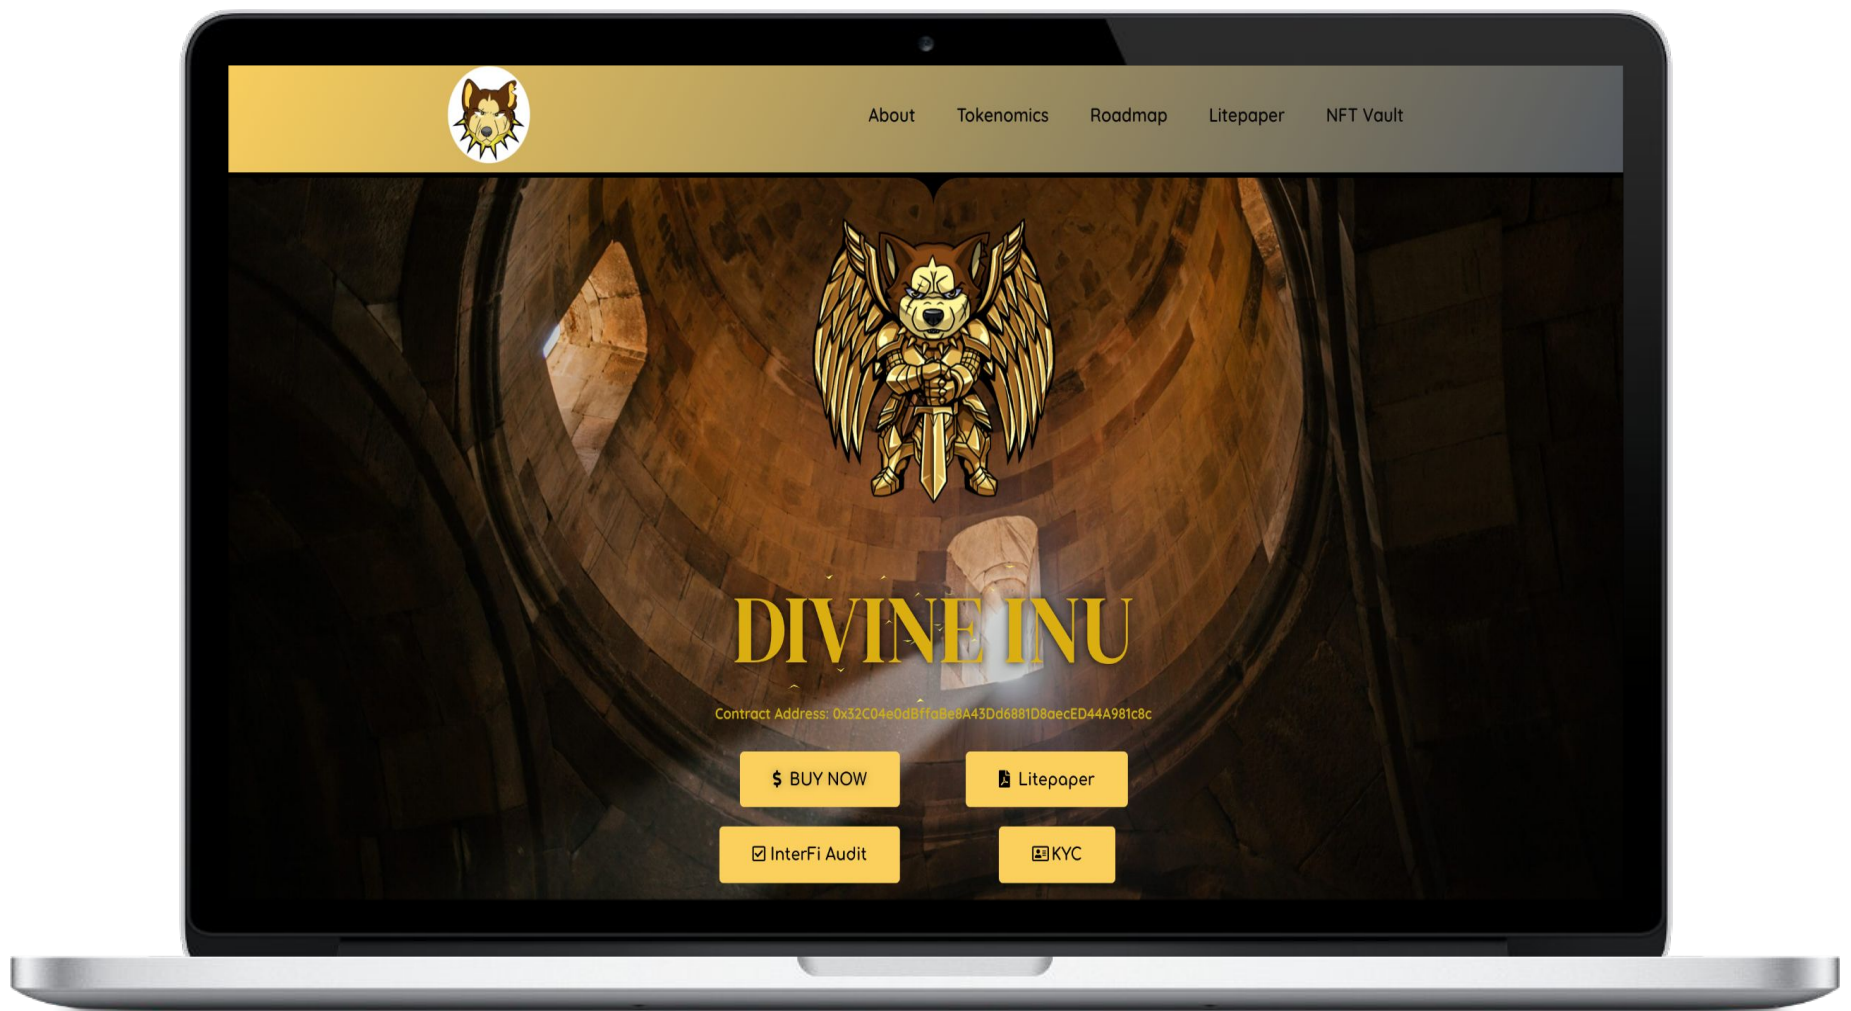 About Tokenomics Roadmap Litepaper NFT Vault
DIVINE INU
Contract Address: 0x32C04e0dBffaBe8A43Dd6881D8aecED44A981c8c
BUY NOW Litepaper
InterFi Audit KYC